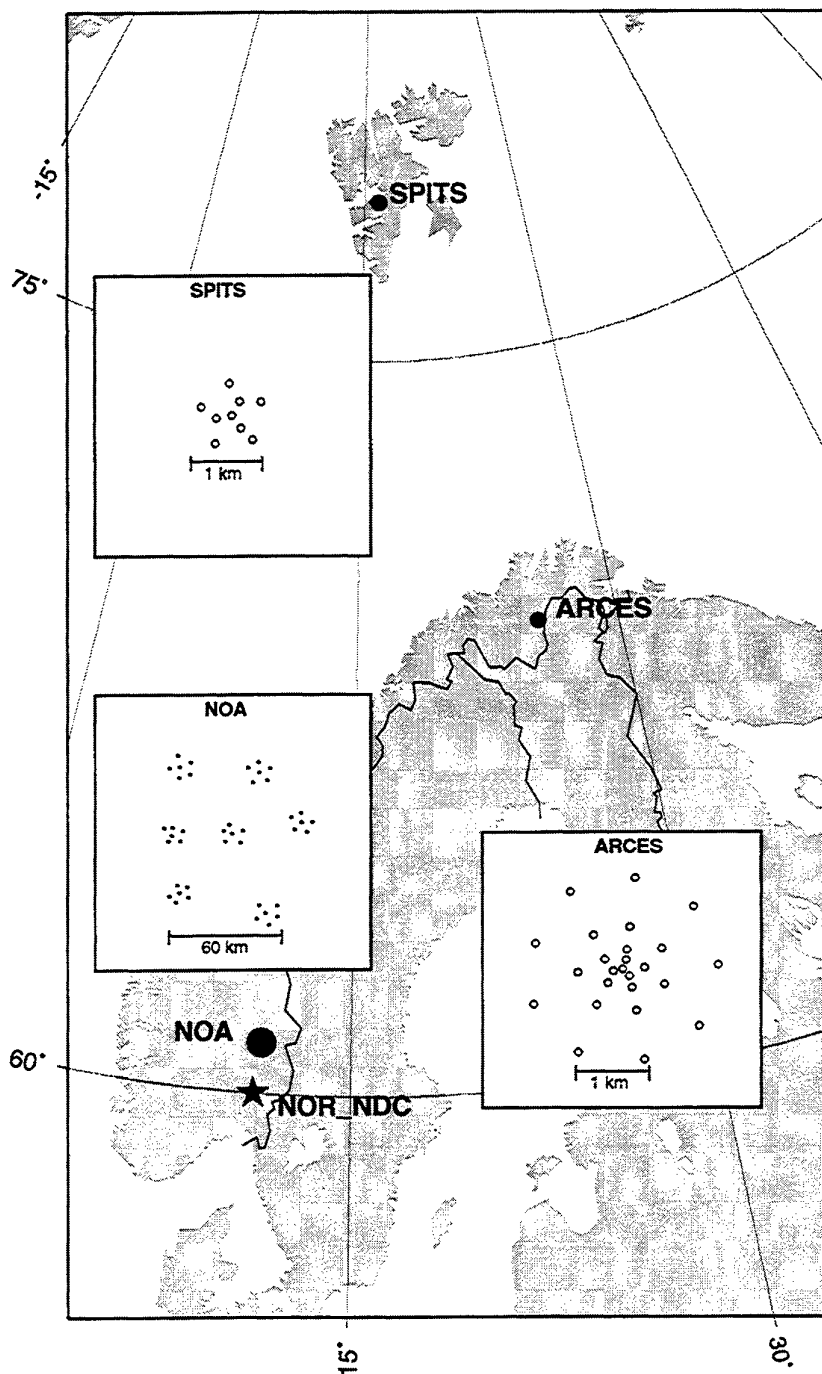 -15°
SPITS
75°
SPITS
1 km
ARCES
NOA
60 km
ARCES
1 km
NOA
60°
NOR_NDC
15°
30°